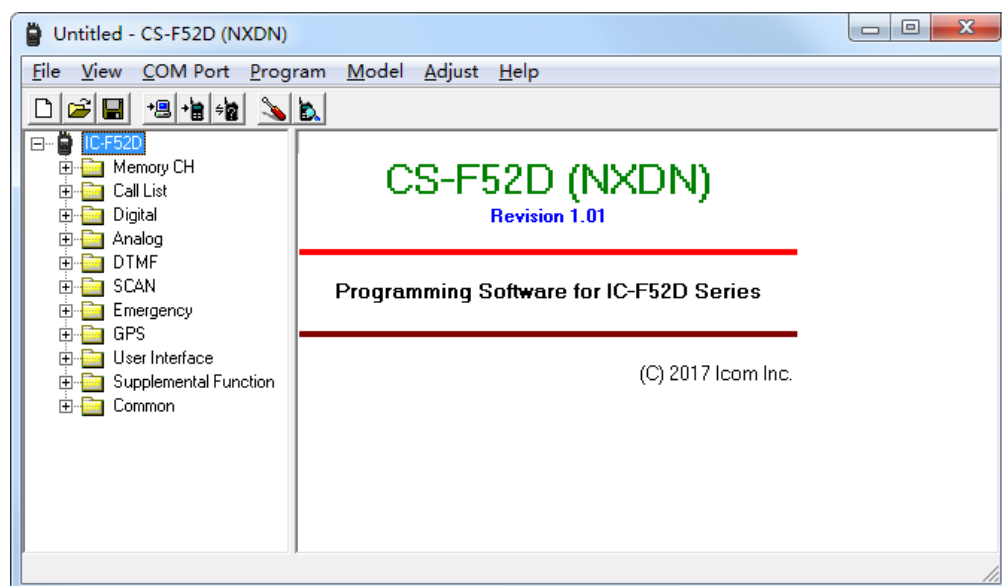 Untitled - CS-F52D (NXDN)
File View COM Port Program Model Adjust Help
IC-F52D
Memory CH
Call List
Digital
Analog
DTMF
SCAN
Emergency
GPS
User Interface
Supplemental Function
Common
CS-F52D (NXDN)
Revision 1.01
Programming Software for IC-F52D Series
(C) 2017 Icom Inc.